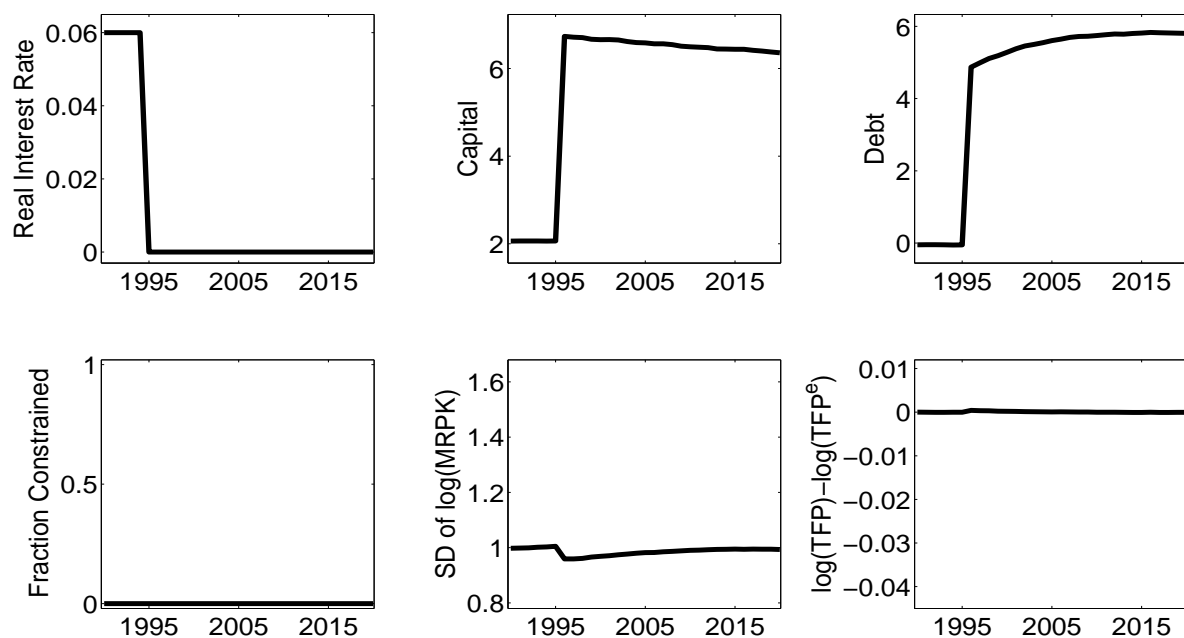 Real Interest Rate
0.06
0.04
0.02
0
1995 2005 2015
Capital
6
4
2
1995 2005 2015
Debt
6
4
2
0
1995 2005 2015
Fraction Constrained
1
0.5
0
1995 2005 2015
SD of log(MRPK)
1.6
1.4
1.2
1
0.8
1995 2005 2015
log(TFP)−log(TFPᵉ)
0.01
0
−0.01
−0.02
−0.03
−0.04
1995 2005 2015